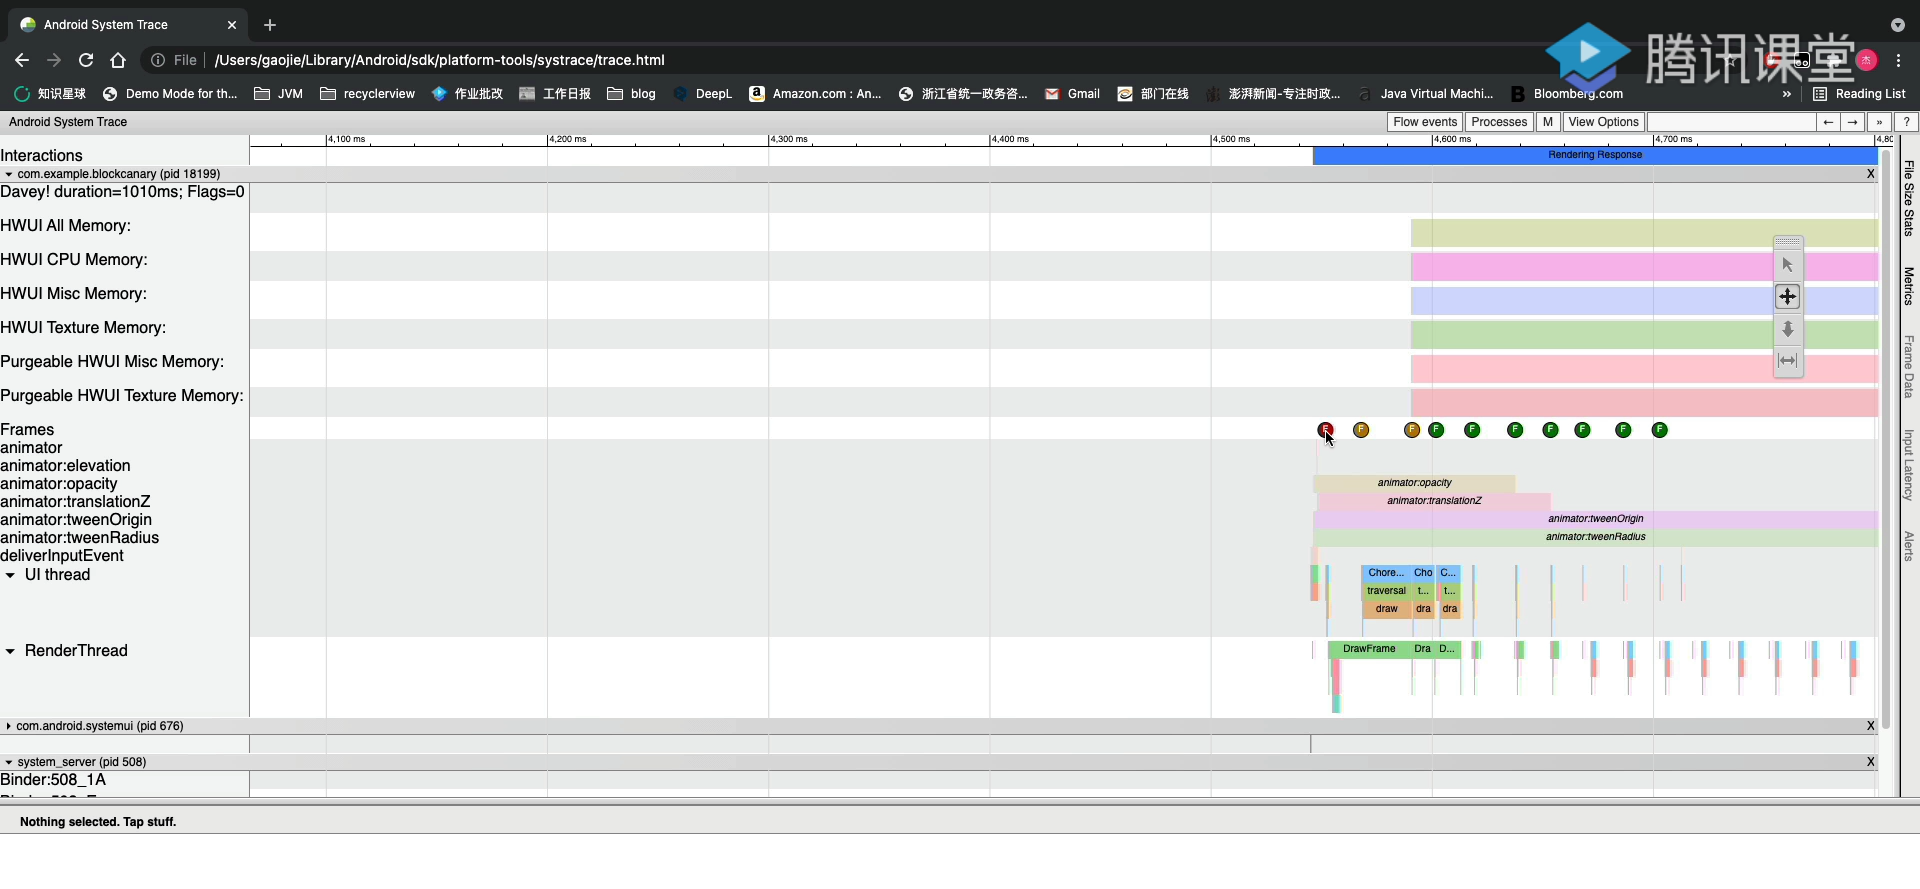 Android System Trace
File
/Users/gaojie/Library/Android/sdk/platform-tools/systrace/trace.html
腾讯课堂
杰
知识星球
Demo Mode for th...
JVM
recyclerview
作业批改
工作日报
blog
DeepL
Amazon.com : An...
浙江省统一政务咨...
Gmail
部门在线
澎湃新闻-专注时政...
Java Virtual Machi...
Bloomberg.com
»
Reading List
Android System Trace
Flow events
Processes
M
View Options
←
→
»
?
4,100 ms
4,200 ms
4,300 ms
4,400 ms
4,500 ms
4,600 ms
4,700 ms
4,80
Interactions
Rendering Response
com.example.blockcanary (pid 18199)
X
Davey! duration=1010ms; Flags=0
HWUI All Memory:
HWUI CPU Memory:
HWUI Misc Memory:
HWUI Texture Memory:
Purgeable HWUI Misc Memory:
Purgeable HWUI Texture Memory:
Frames
F F F F F F F F F F
animator
animator:elevation
animator:opacity
animator:opacity
animator:translationZ
animator:translationZ
animator:tweenOrigin
animator:tweenOrigin
animator:tweenRadius
animator:tweenRadius
deliverInputEvent
UI thread
Chore... Cho C...
traversal t... t...
draw dra dra
RenderThread
DrawFrame Dra D...
com.android.systemui (pid 676)
X
system_server (pid 508)
X
Binder:508_1A
File Size Stats
Metrics
Frame Data
Input Latency
Alerts
Nothing selected. Tap stuff.